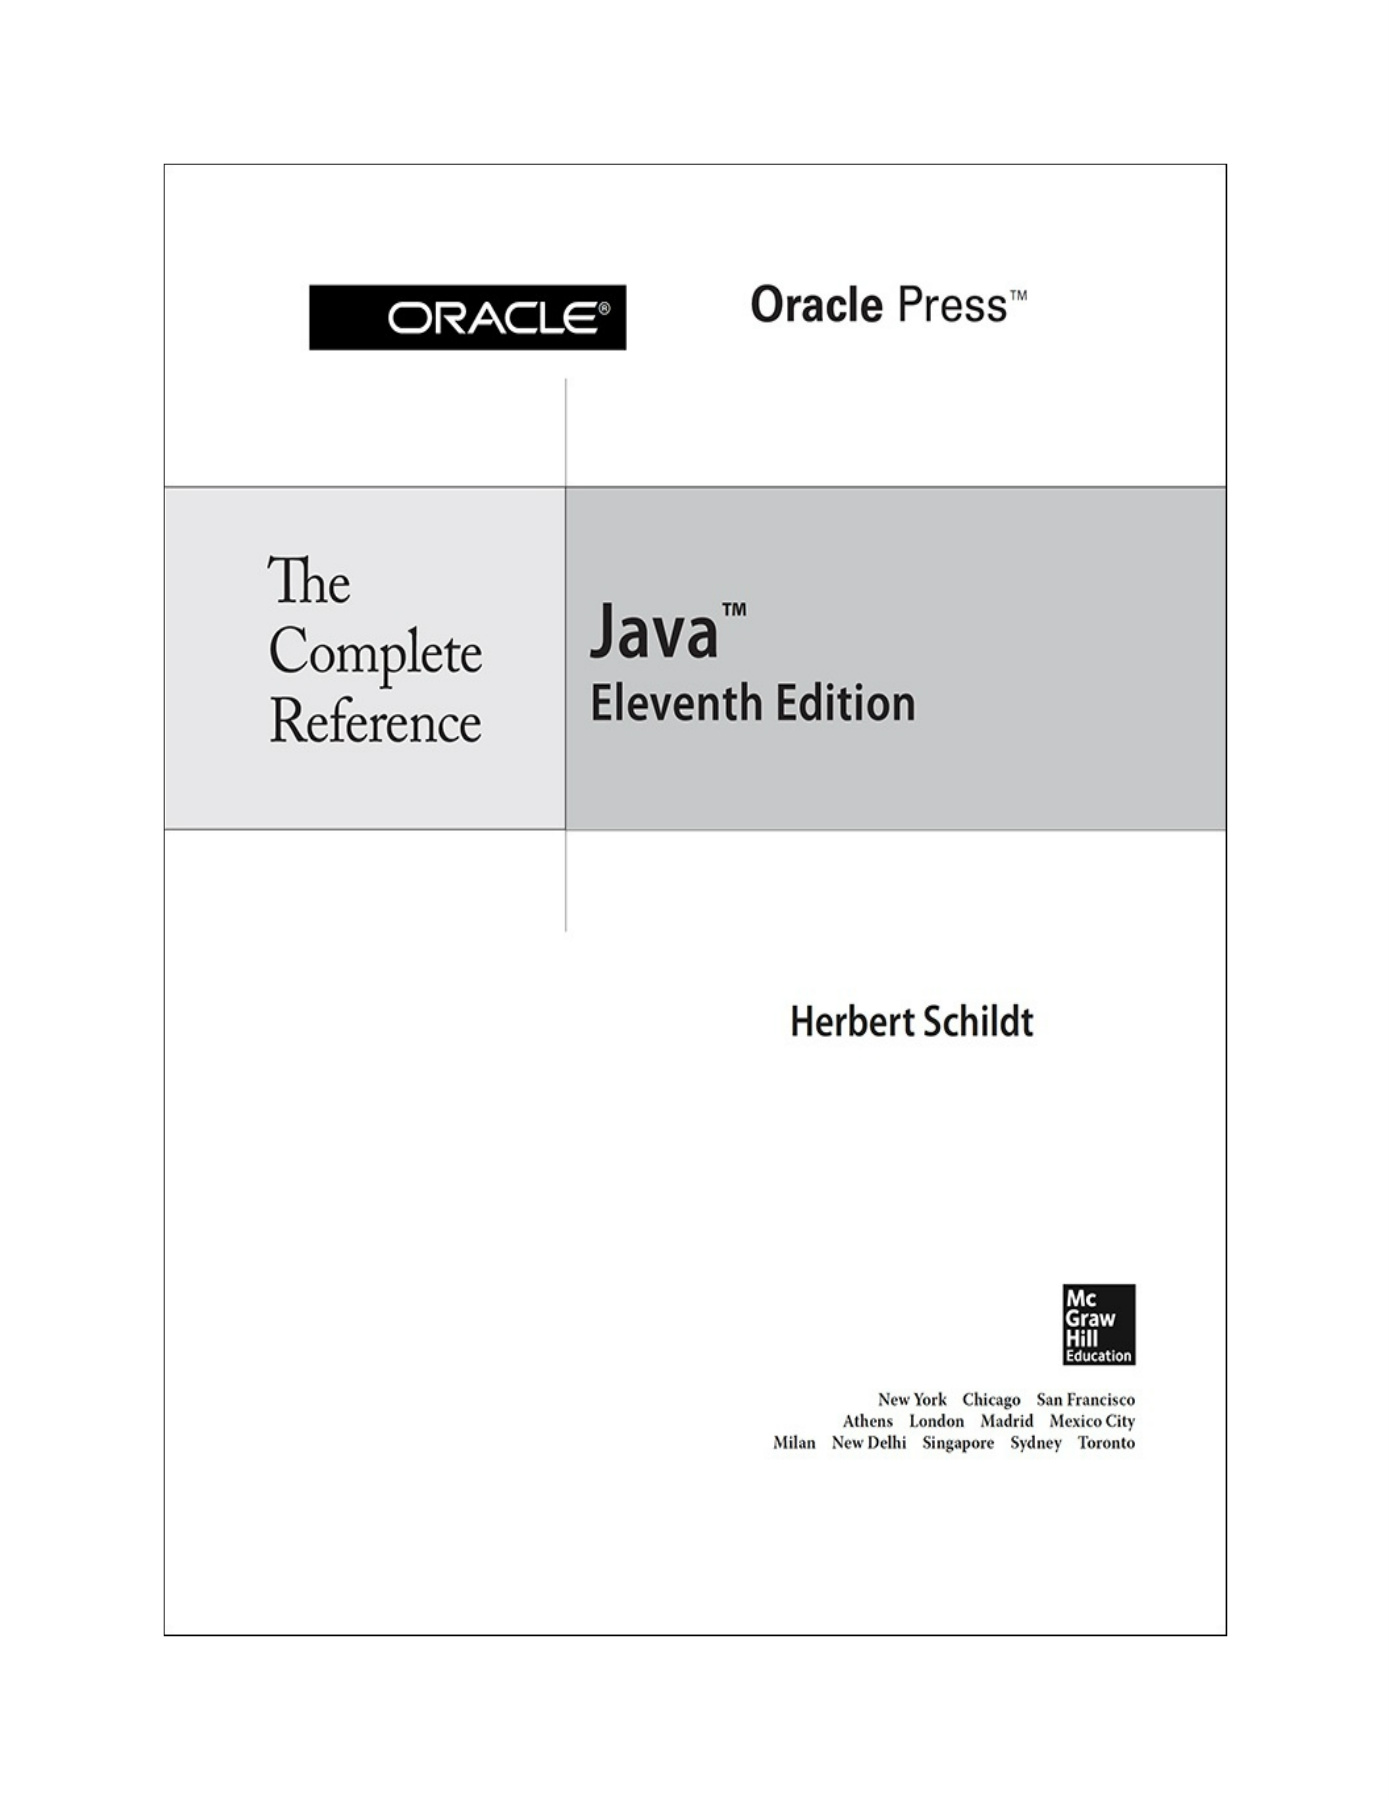 ORACLE®
Oracle Press™
The
Complete
Reference
Java™
Eleventh Edition
Herbert Schildt
Mc
Graw
Hill
Education
New York Chicago San Francisco
Athens London Madrid Mexico City
Milan New Delhi Singapore Sydney Toronto